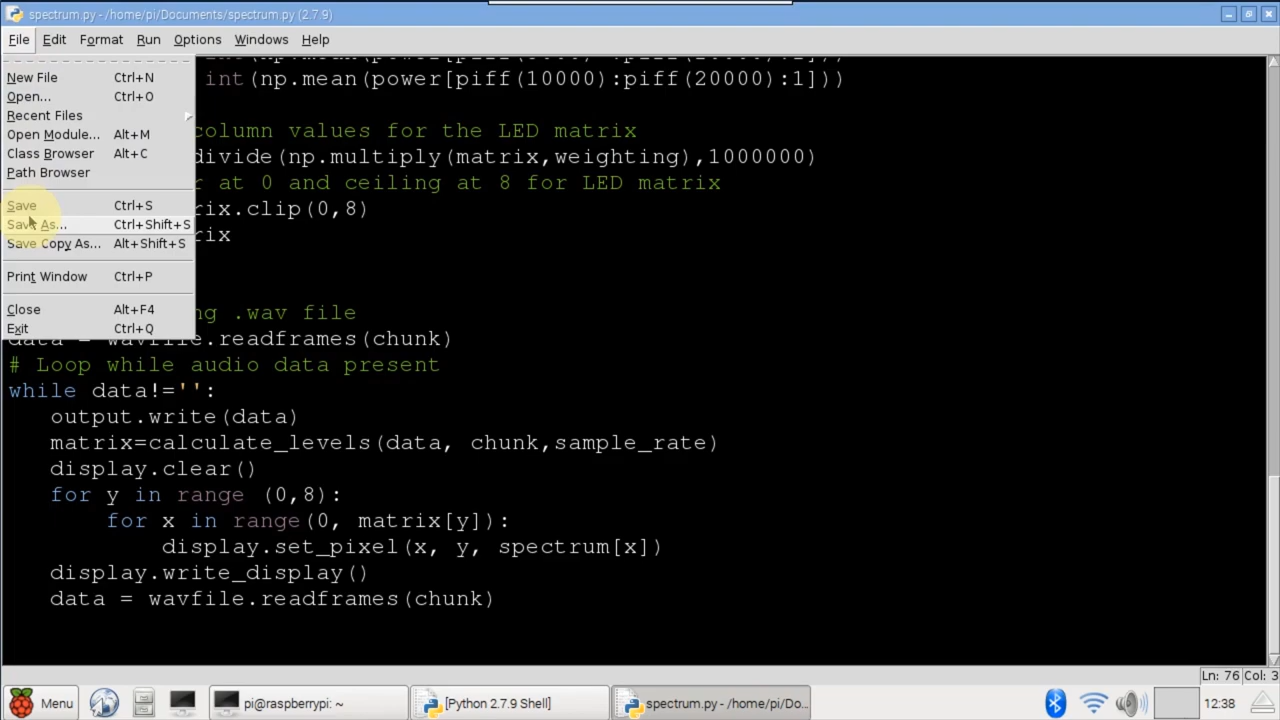 spectrum.py - /home/pi/Documents/spectrum.py (2.7.9)
File Edit Format Run Options Windows Help
int(np.mean(power[piff(10000):piff(20000):1]))
New File Ctrl+N
Open... Ctrl+O
Recent Files
Open Module... Alt+M
Class Browser Alt+C
Path Browser
Save Ctrl+S
Save As... Ctrl+Shift+S
Save Copy As... Alt+Shift+S
Print Window Ctrl+P
Close Alt+F4
Exit Ctrl+Q
column values for the LED matrix
divide(np.multiply(matrix,weighting),1000000)
r at 0 and ceiling at 8 for LED matrix
rix.clip(0,8)
rix
ng .wav file
data = wavfile.readframes(chunk)
# Loop while audio data present
while data!='':
output.write(data)
matrix=calculate_levels(data, chunk,sample_rate)
display.clear()
for y in range (0,8):
for x in range(0, matrix[y]):
display.set_pixel(x, y, spectrum[x])
display.write_display()
data = wavfile.readframes(chunk)
Ln: 76 Col: 3
Menu pi@raspberrypi: ~ [Python 2.7.9 Shell] spectrum.py - /home/pi/Do... 12:38